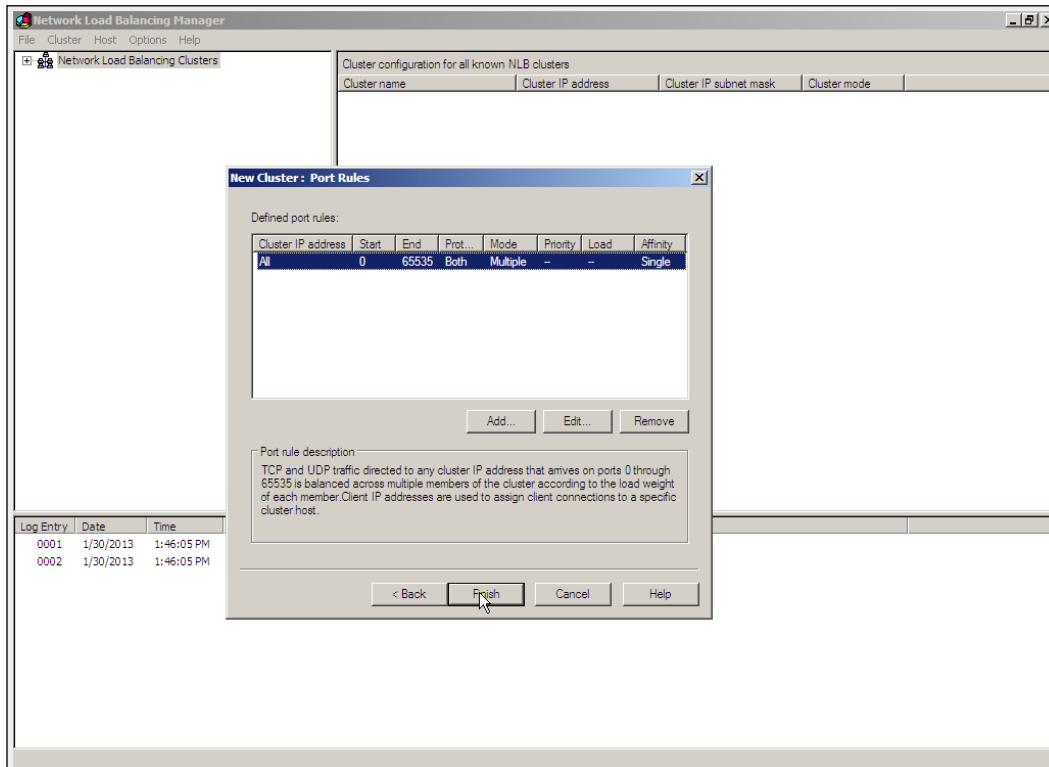 Network Load Balancing Manager
File Cluster Host Options Help
Network Load Balancing Clusters
Cluster configuration for all known NLB clusters
Cluster name Cluster IP address Cluster IP subnet mask Cluster mode
New Cluster : Port Rules
Defined port rules:
Cluster IP address Start End Prot... Mode Priority Load Affinity
All 0 65535 Both Multiple -- -- Single
Add... Edit... Remove
Port rule description
TCP and UDP traffic directed to any cluster IP address that arrives on ports 0 through
65535 is balanced across multiple members of the cluster according to the load weight
of each member.Client IP addresses are used to assign client connections to a specific
cluster host.
< Back Finish Cancel Help
Log Entry Date Time
0001 1/30/2013 1:46:05 PM
0002 1/30/2013 1:46:05 PM